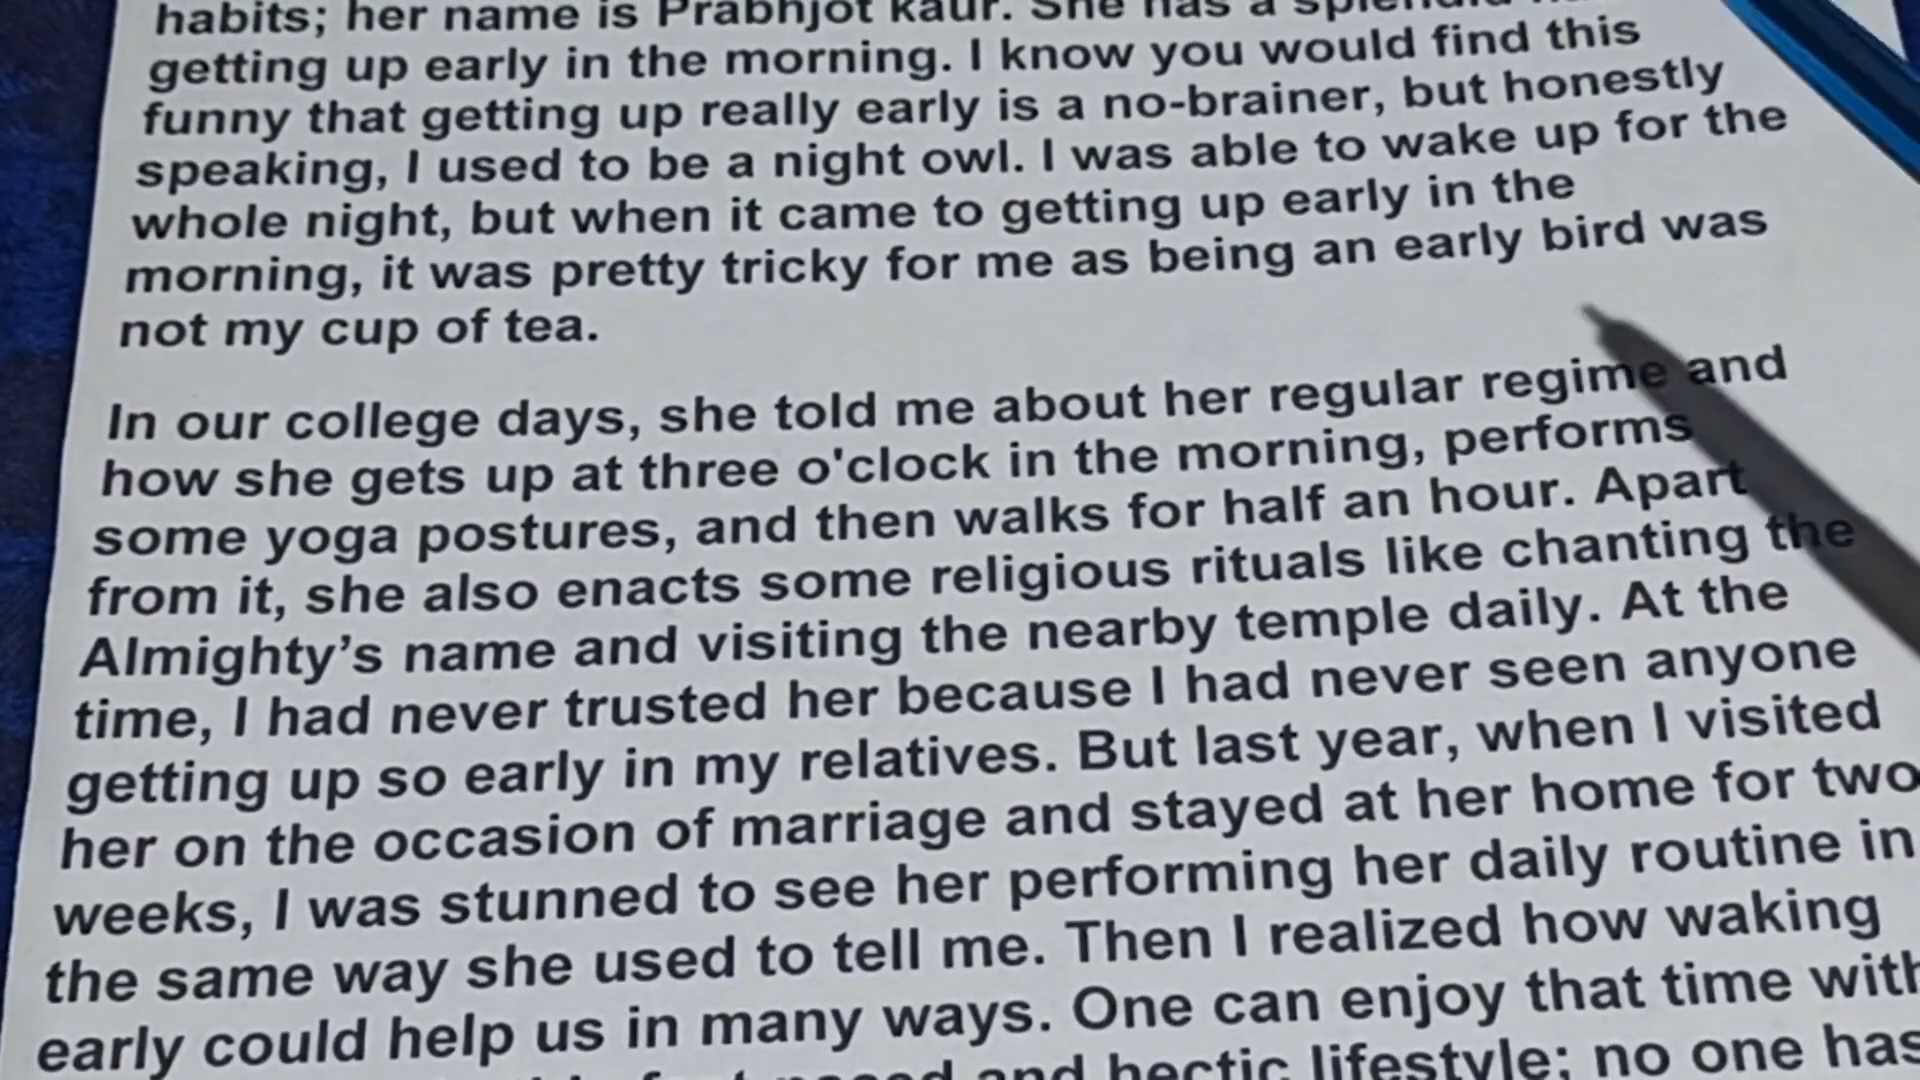 habits; her name is Prabhjot kaur. She has a
getting up early in the morning. I know you would find this
funny that getting up really early is a no-brainer, but honestly
speaking, I used to be a night owl. I was able to wake up for the
whole night, but when it came to getting up early in the
morning, it was pretty tricky for me as being an early bird was
not my cup of tea.
In our college days, she told me about her regular regime and
how she gets up at three o'clock in the morning, performs
some yoga postures, and then walks for half an hour. Apart
from it, she also enacts some religious rituals like chanting the
Almighty’s name and visiting the nearby temple daily. At the
time, I had never trusted her because I had never seen anyone
getting up so early in my relatives. But last year, when I visited
her on the occasion of marriage and stayed at her home for two
weeks, I was stunned to see her performing her daily routine in
the same way she used to tell me. Then I realized how waking
early could help us in many ways. One can enjoy that time with
and hectic lifestyle; no one has